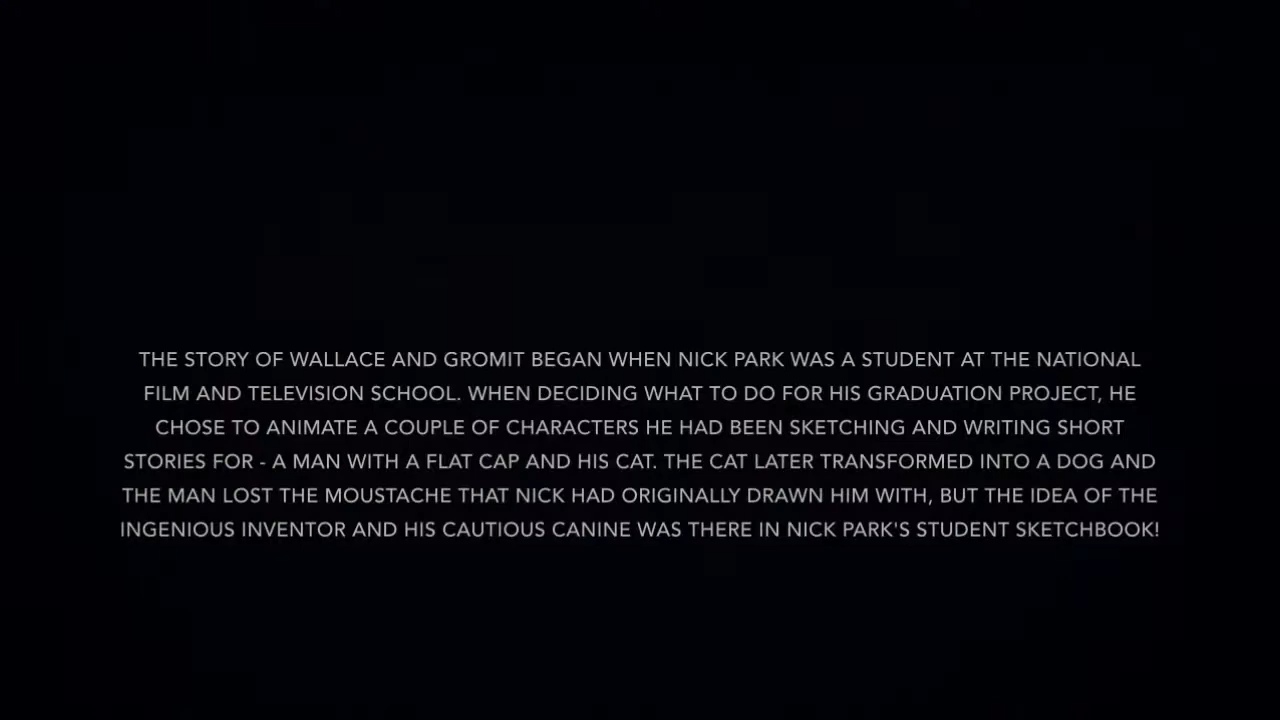 THE STORY OF WALLACE AND GROMIT BEGAN WHEN NICK PARK WAS A STUDENT AT THE NATIONAL
FILM AND TELEVISION SCHOOL. WHEN DECIDING WHAT TO DO FOR HIS GRADUATION PROJECT, HE
CHOSE TO ANIMATE A COUPLE OF CHARACTERS HE HAD BEEN SKETCHING AND WRITING SHORT
STORIES FOR - A MAN WITH A FLAT CAP AND HIS CAT. THE CAT LATER TRANSFORMED INTO A DOG AND
THE MAN LOST THE MOUSTACHE THAT NICK HAD ORIGINALLY DRAWN HIM WITH, BUT THE IDEA OF THE
INGENIOUS INVENTOR AND HIS CAUTIOUS CANINE WAS THERE IN NICK PARK'S STUDENT SKETCHBOOK!